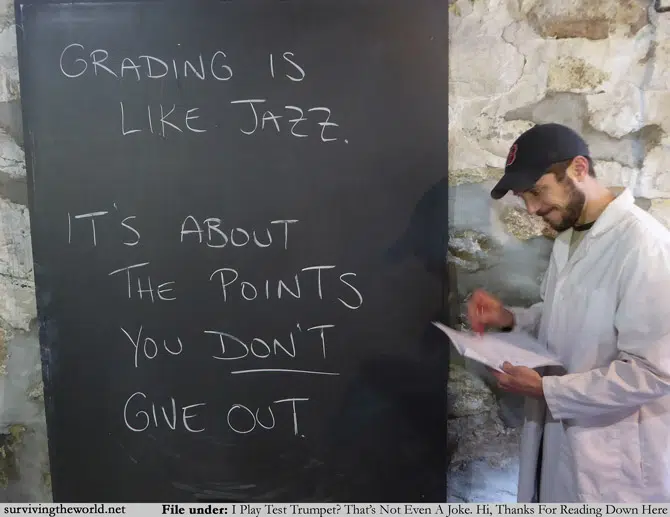 GRADING IS
LIKE JAZZ.
IT'S ABOUT
THE POINTS
YOU DON'T
GIVE OUT.
survivingtheworld.net
File under: I Play Test Trumpet? That's Not Even A Joke. Hi, Thanks For Reading Down Here